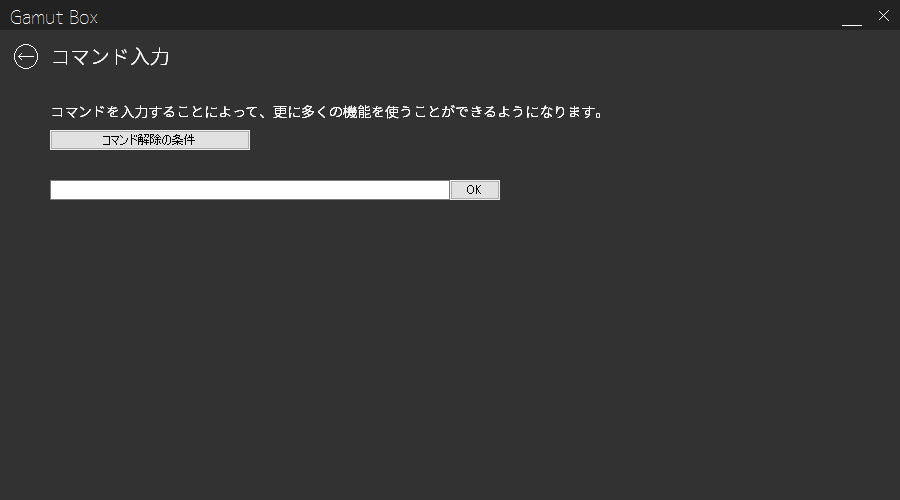 Gamut Box
コマンド入力
コマンドを入力することによって、更に多くの機能を使うことができるようになります。
コマンド解除の条件
OK